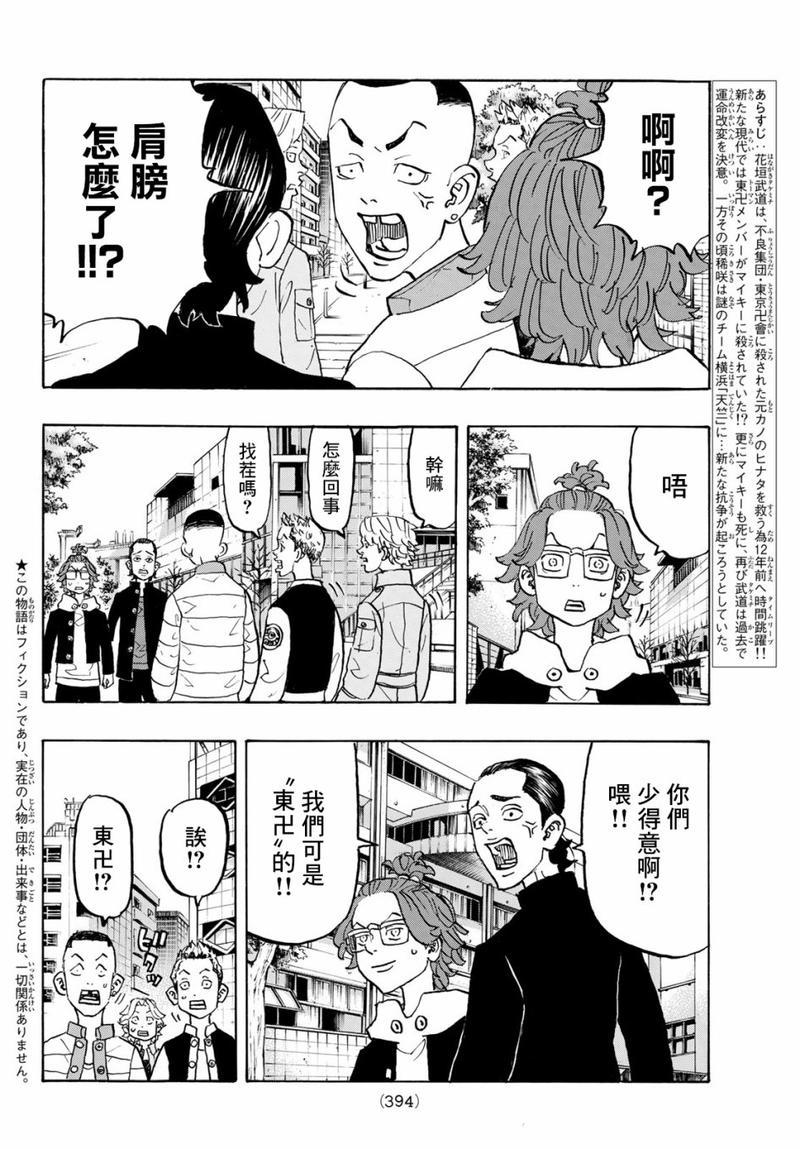 あらすじ：花垣武道は、不良集団・東京卍會に殺された元カノのヒナタを救う為12年前へ時間跳躍!!
新たな現代では東卍メンバーがマイキーに殺されていた!? 更にマイキーも死に、再び武道は過去で
運命改変を決意。一方その頃稀咲は謎のチーム横浜「天竺」に…新たな抗争が起ころうとしていた。
啊啊?
肩膀
怎麼
了!!?
唔
幹嘛
怎麼回事
找茬嗎?
你們
少得意啊!?
喂!!
我們可是
“東卍”的!!
誒!?
東卍!?
ビクッ
★この物語はフィクションであり、実在の人物・団体・出来事などとは、一切関係ありません。
(394)